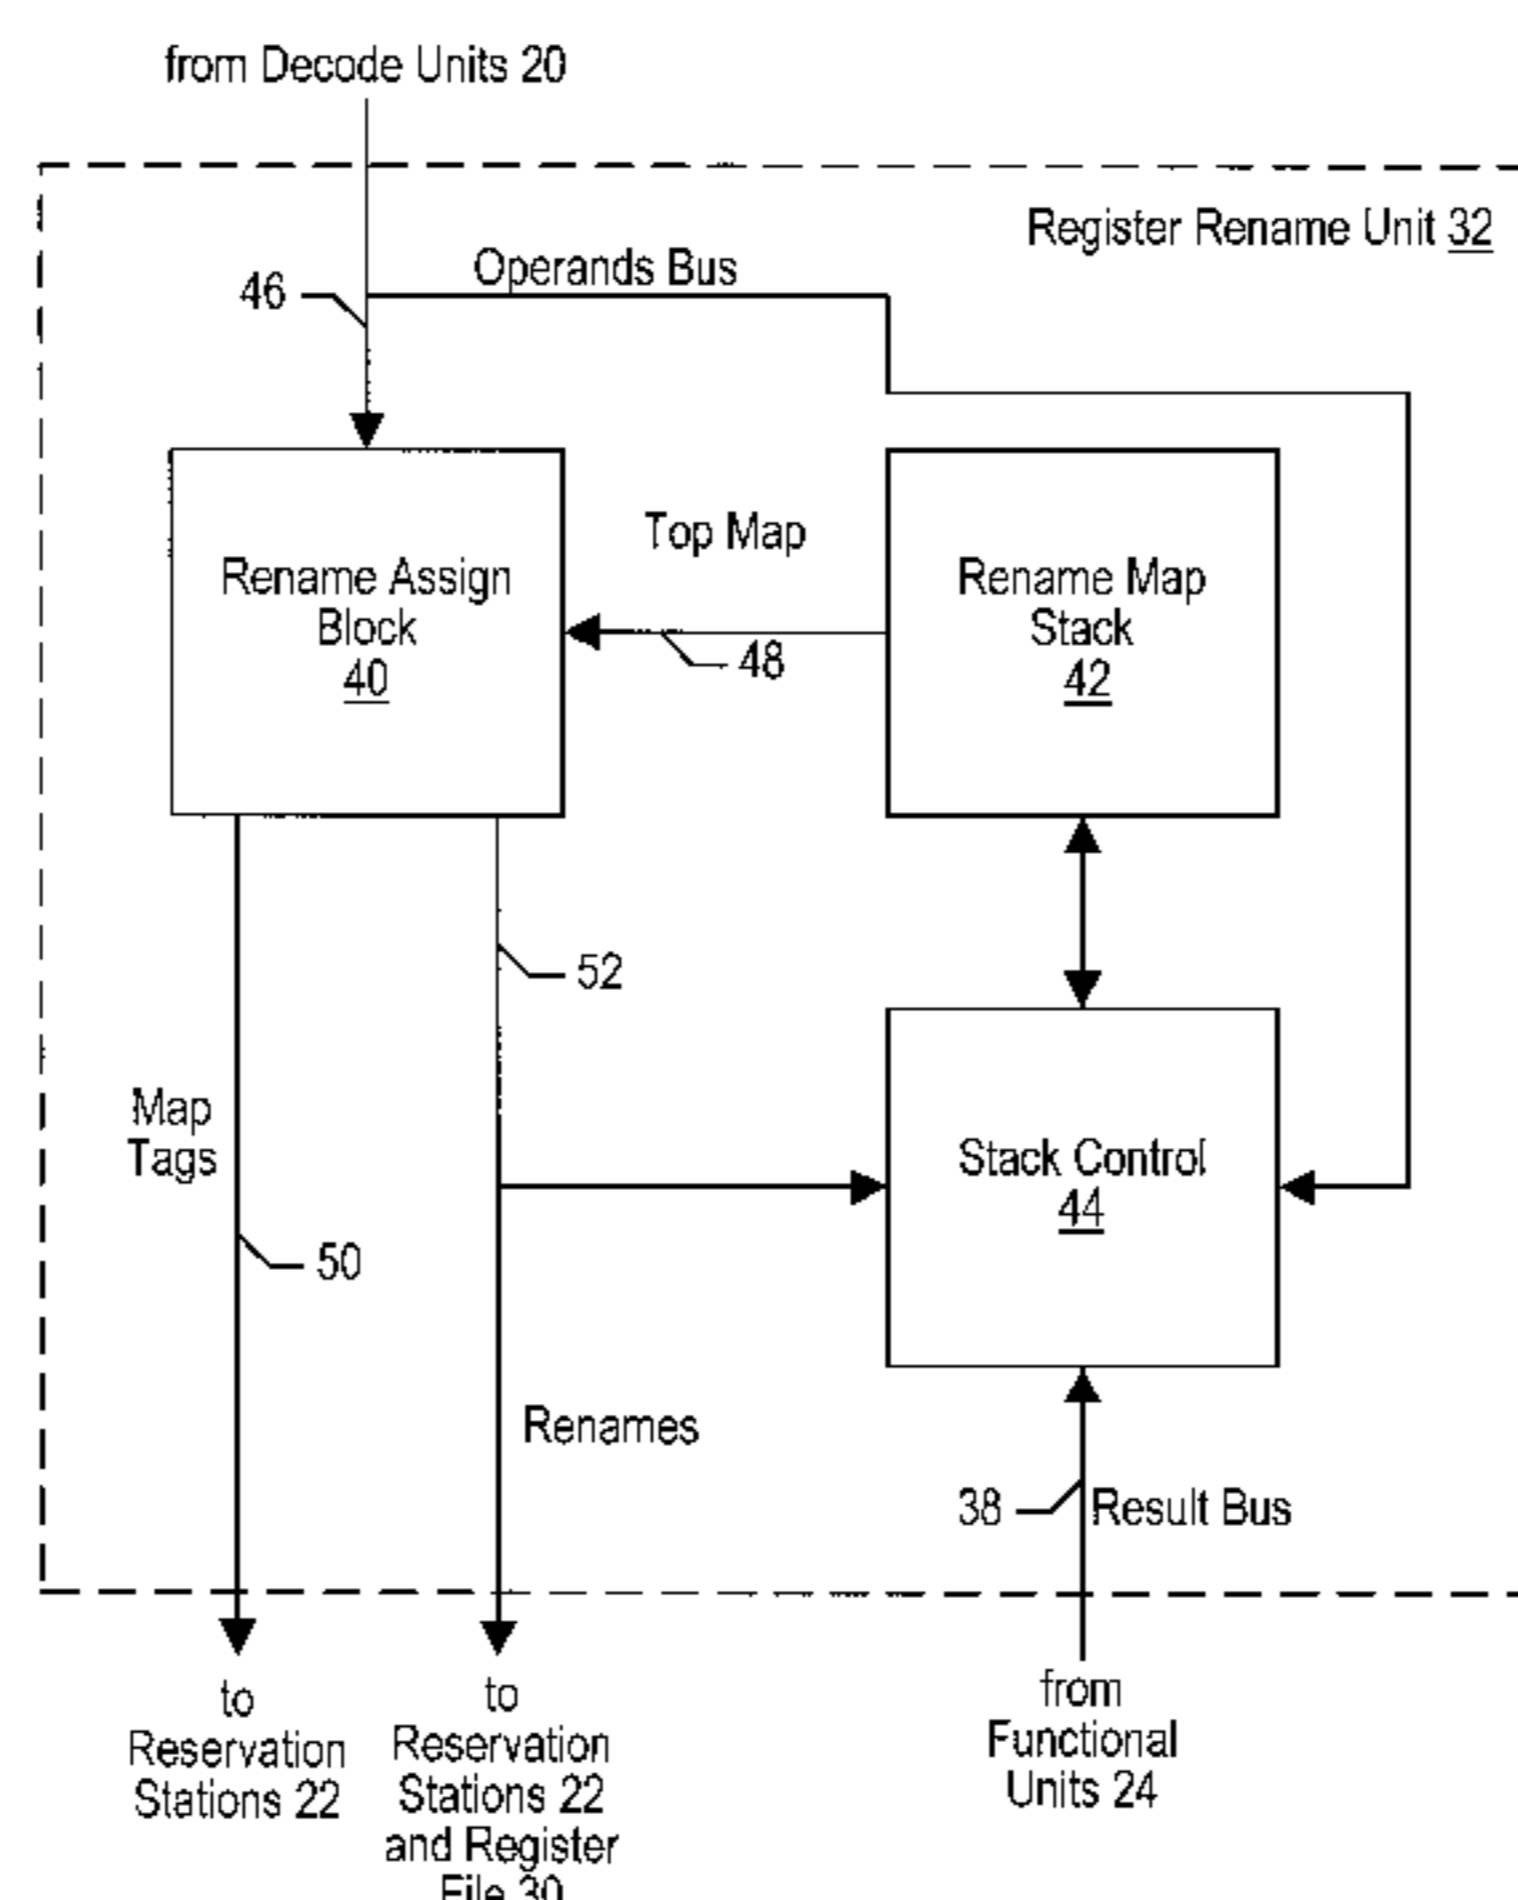 from Decode Units 20
Register Rename Unit 32
Operands Bus
46
Top Map
Rename Assign
Block
40
48
Rename Map
Stack
42
52
Map
Tags
50
Stack Control
44
Renames
38
Result Bus
to
Reservation
Stations 22
to
Reservation
Stations 22
and Register
File 30
from
Functional
Units 24